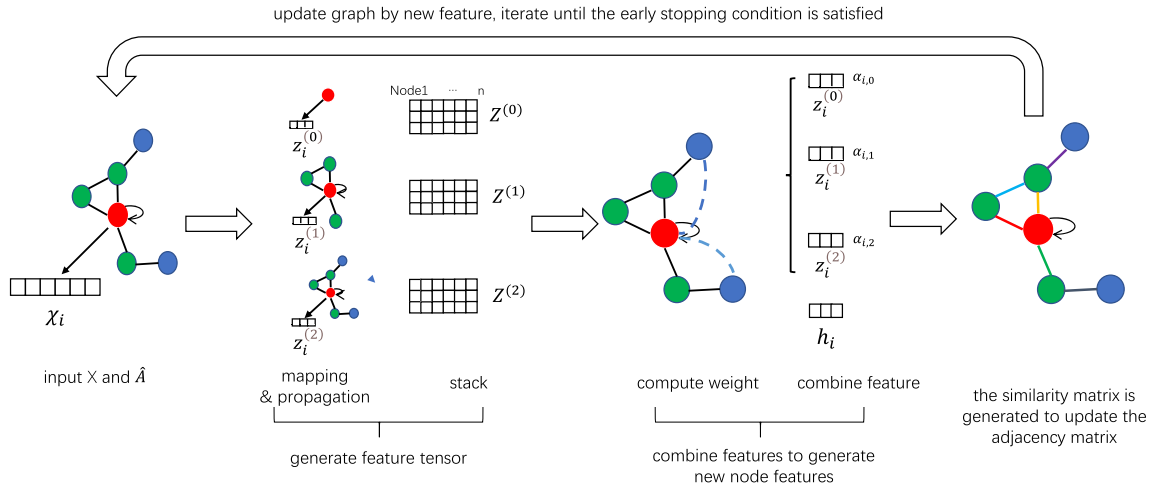 update graph by new feature, iterate until the early stopping condition is satisfied
Node1 ... n
z_i^{(0)}
Z^{(0)}
z_i^{(1)}
Z^{(1)}
z_i^{(2)}
Z^{(2)}
χ_i
α_{i,0}
z_i^{(0)}
α_{i,1}
z_i^{(1)}
α_{i,2}
z_i^{(2)}
h_i
input X and Â
mapping
& propagation
stack
compute weight
combine feature
the similarity matrix is
generated to update the
adjacency matrix
generate feature tensor
combine features to generate
new node features